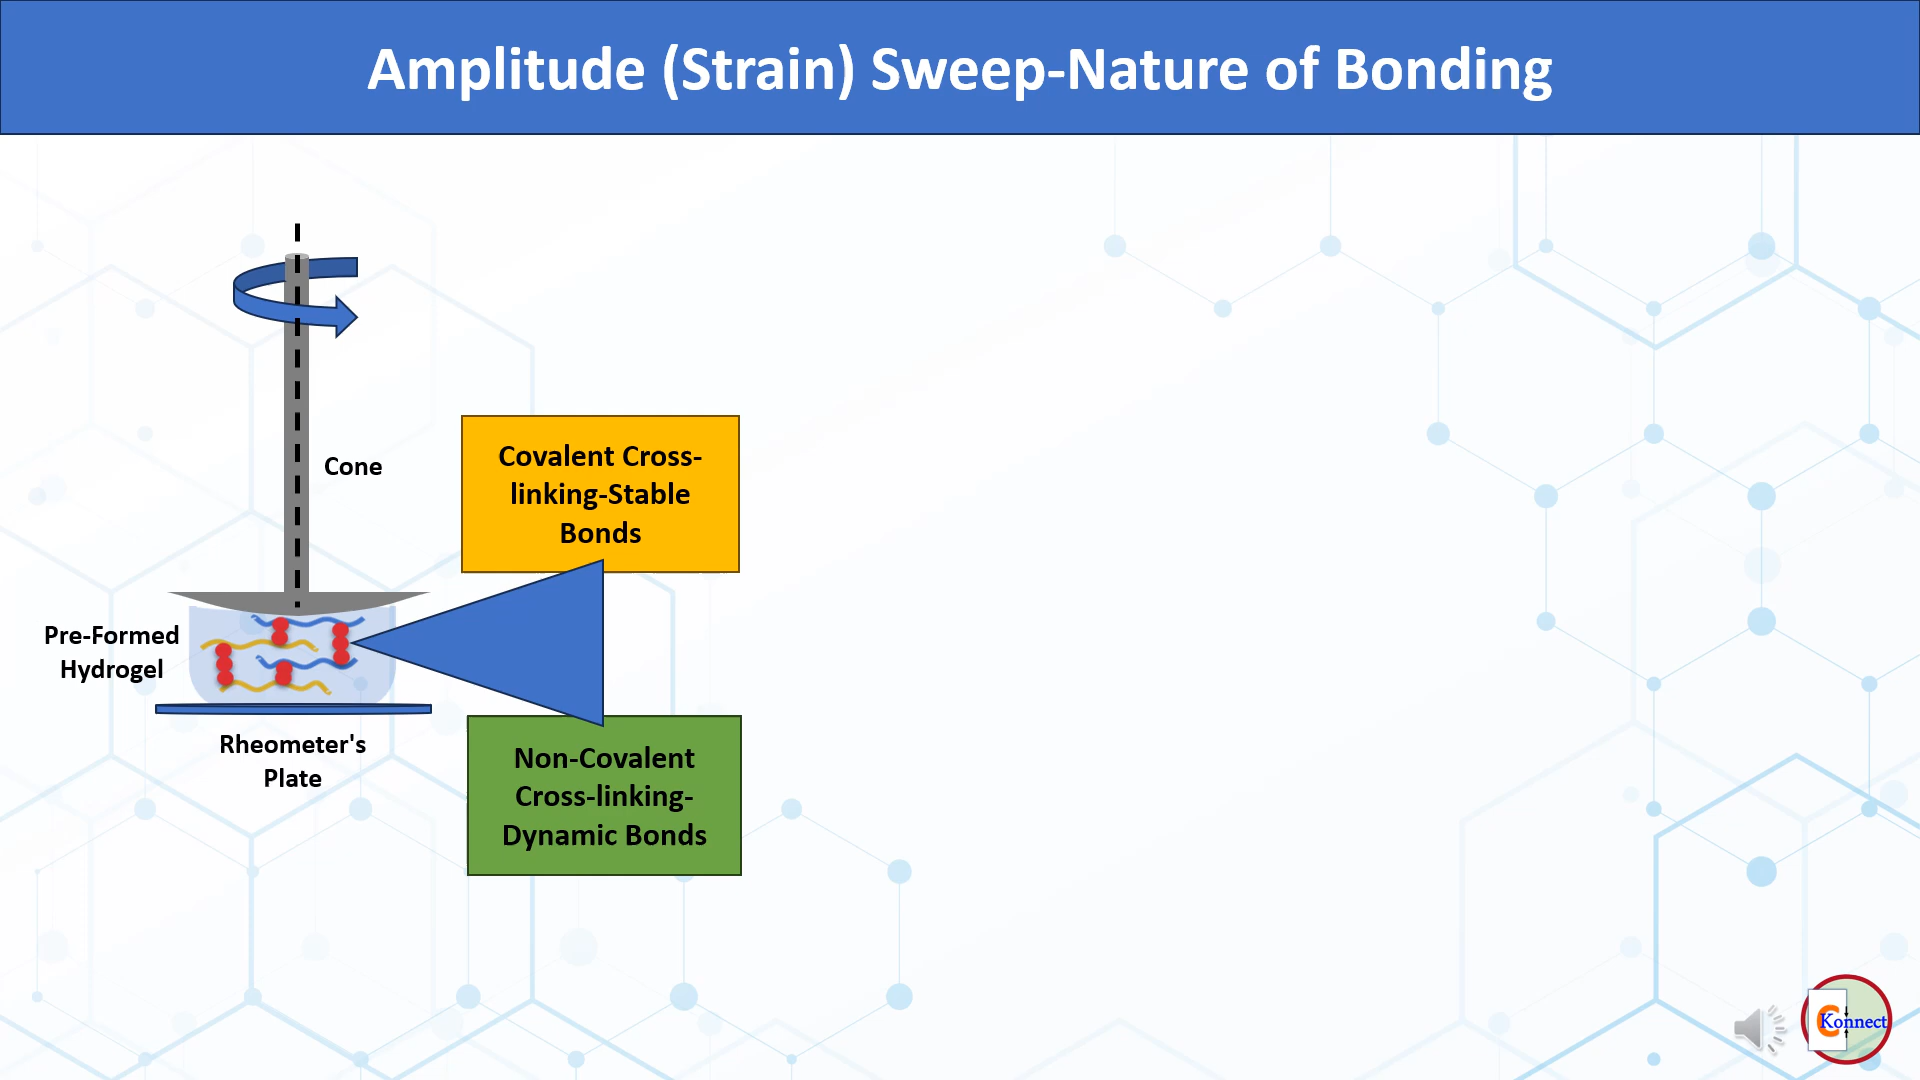 Amplitude (Strain) Sweep-Nature of Bonding
Cone
Covalent Cross-
linking-Stable
Bonds
Pre-Formed
Hydrogel
Rheometer's
Plate
Non-Covalent
Cross-linking-
Dynamic Bonds
C
Konnect